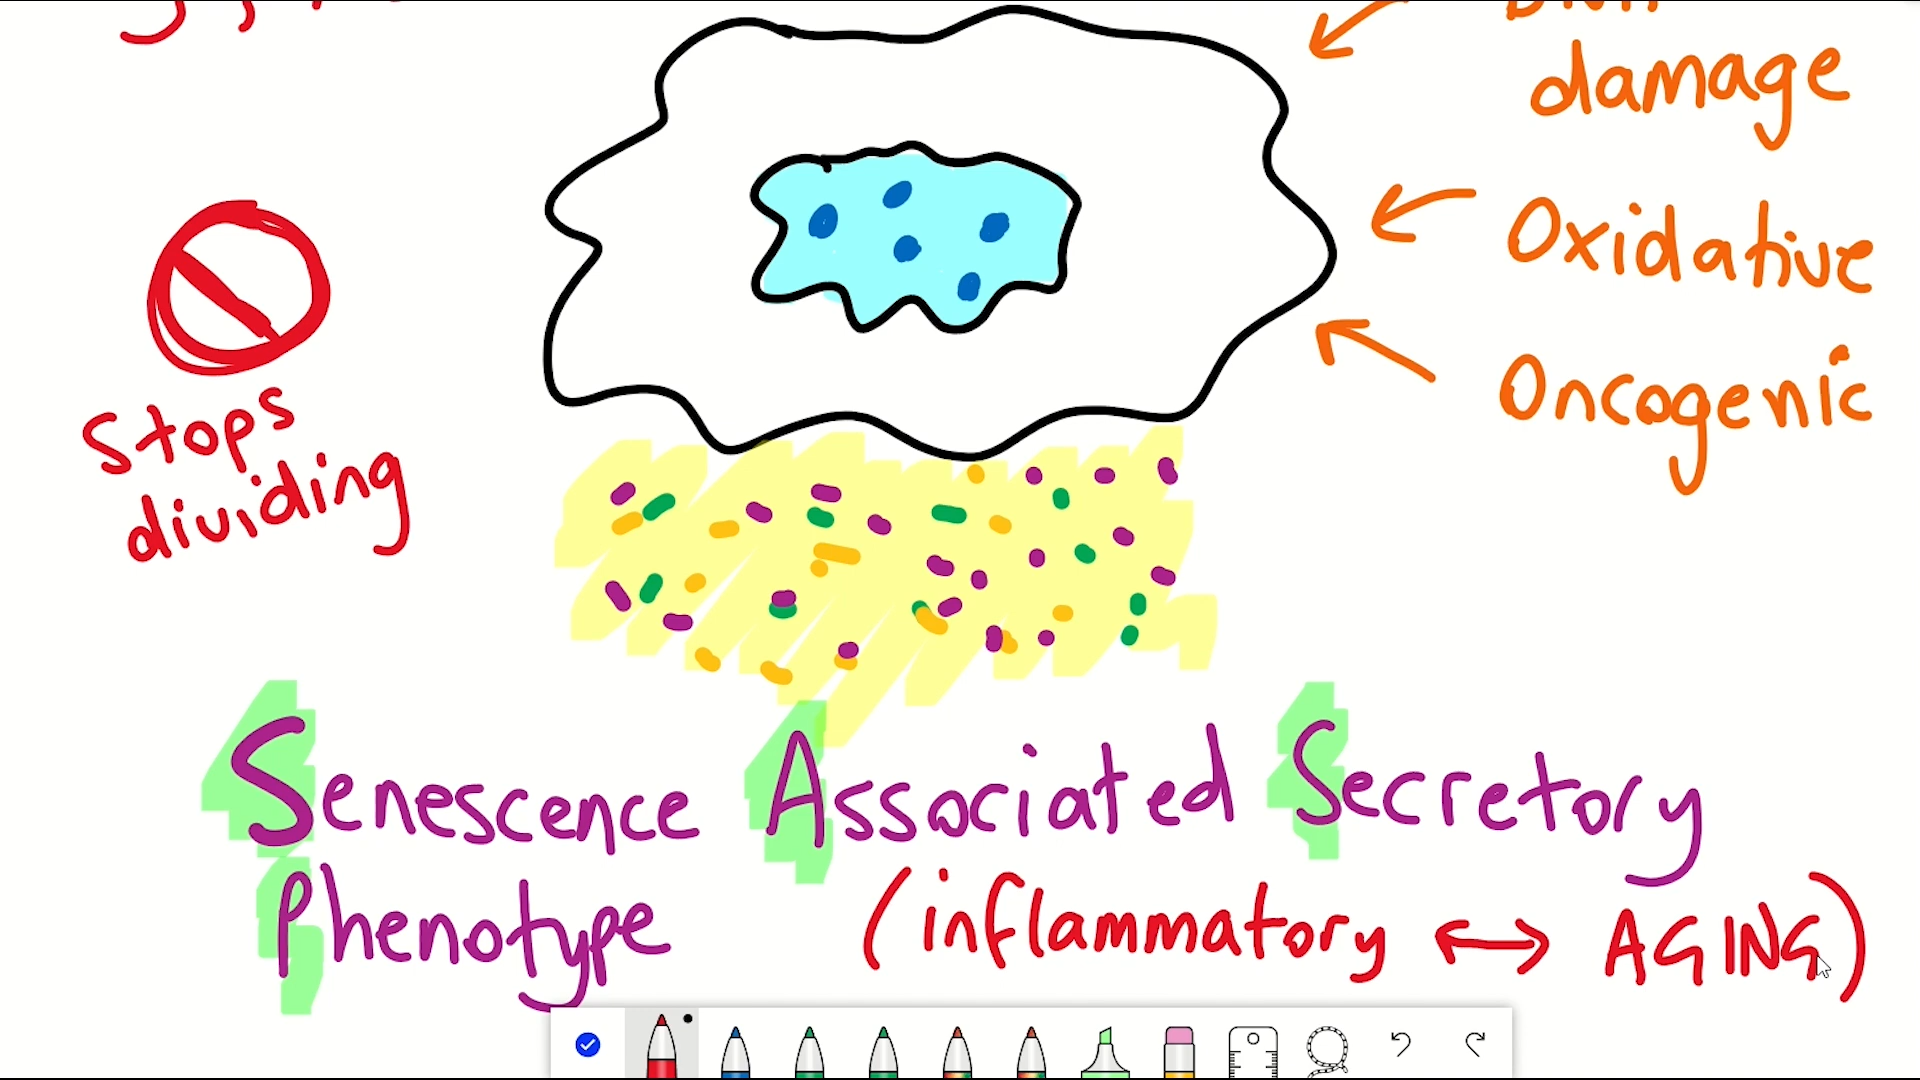 damage
Oxidative
Oncogenic
Stops
dividing
Senescence Associated Secretory
Phenotype (inflammatory ↔ AGING)